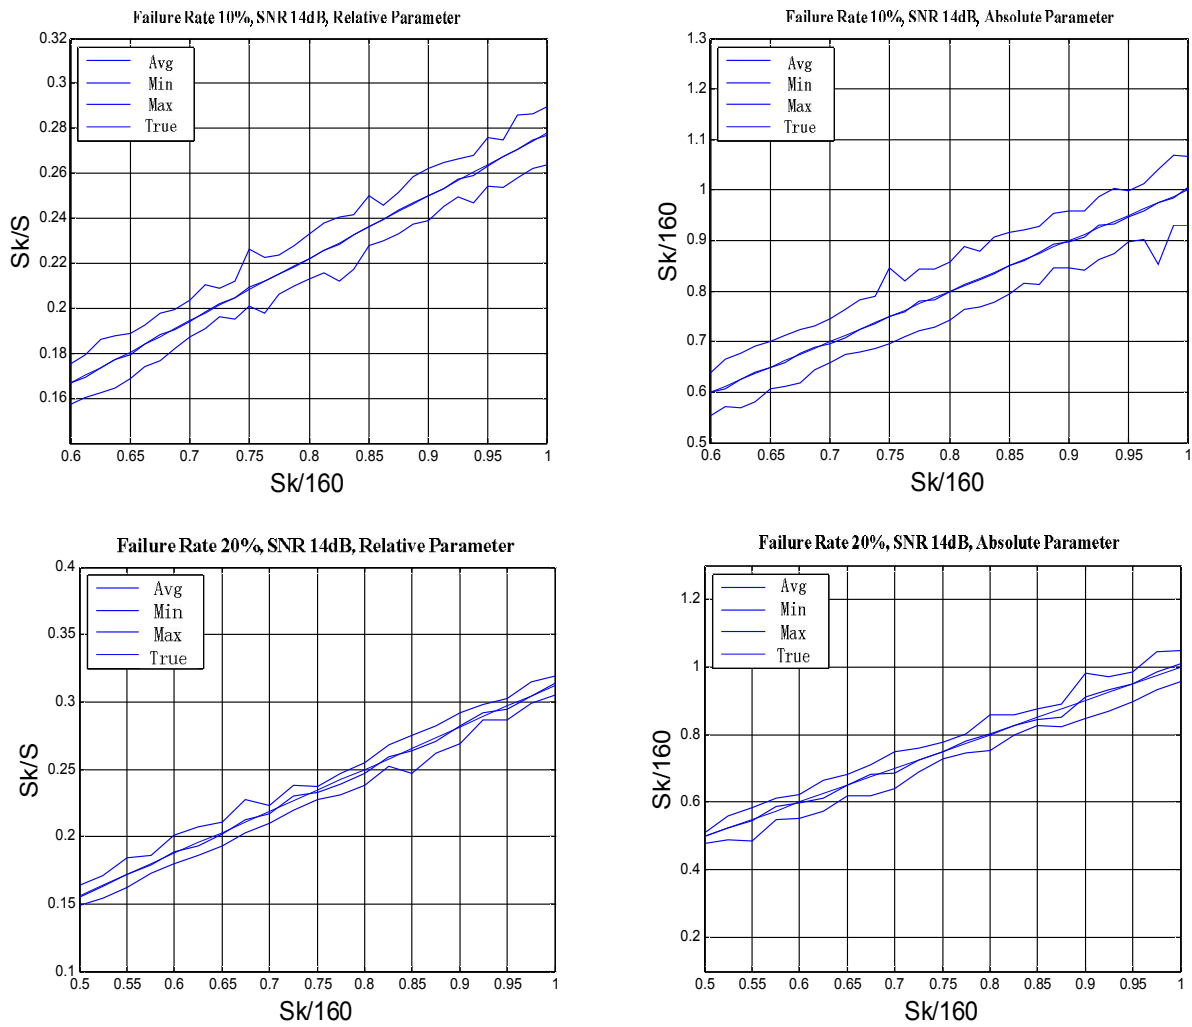 Failure Rate 10%, SNR 14dB, Relative Parameter
0.32
0.3
0.28
0.26
0.24
0.22
0.2
0.18
0.16
Sk/S
Avg
Min
Max
True
0.6 0.65 0.7 0.75 0.8 0.85 0.9 0.95 1
Sk/160
Failure Rate 10%, SNR 14dB, Absolute Parameter
1.3
1.2
1.1
1
0.9
0.8
0.7
0.6
0.5
Sk/160
Avg
Min
Max
True
0.6 0.65 0.7 0.75 0.8 0.85 0.9 0.95 1
Sk/160
Failure Rate 20%, SNR 14dB, Relative Parameter
0.4
0.35
0.3
0.25
0.2
0.15
0.1
Sk/S
Avg
Min
Max
True
0.5 0.55 0.6 0.65 0.7 0.75 0.8 0.85 0.9 0.95 1
Sk/160
Failure Rate 20%, SNR 14dB, Absolute Parameter
1.2
1
0.8
0.6
0.4
0.2
Sk/160
Avg
Min
Max
True
0.5 0.55 0.6 0.65 0.7 0.75 0.8 0.85 0.9 0.95 1
Sk/160